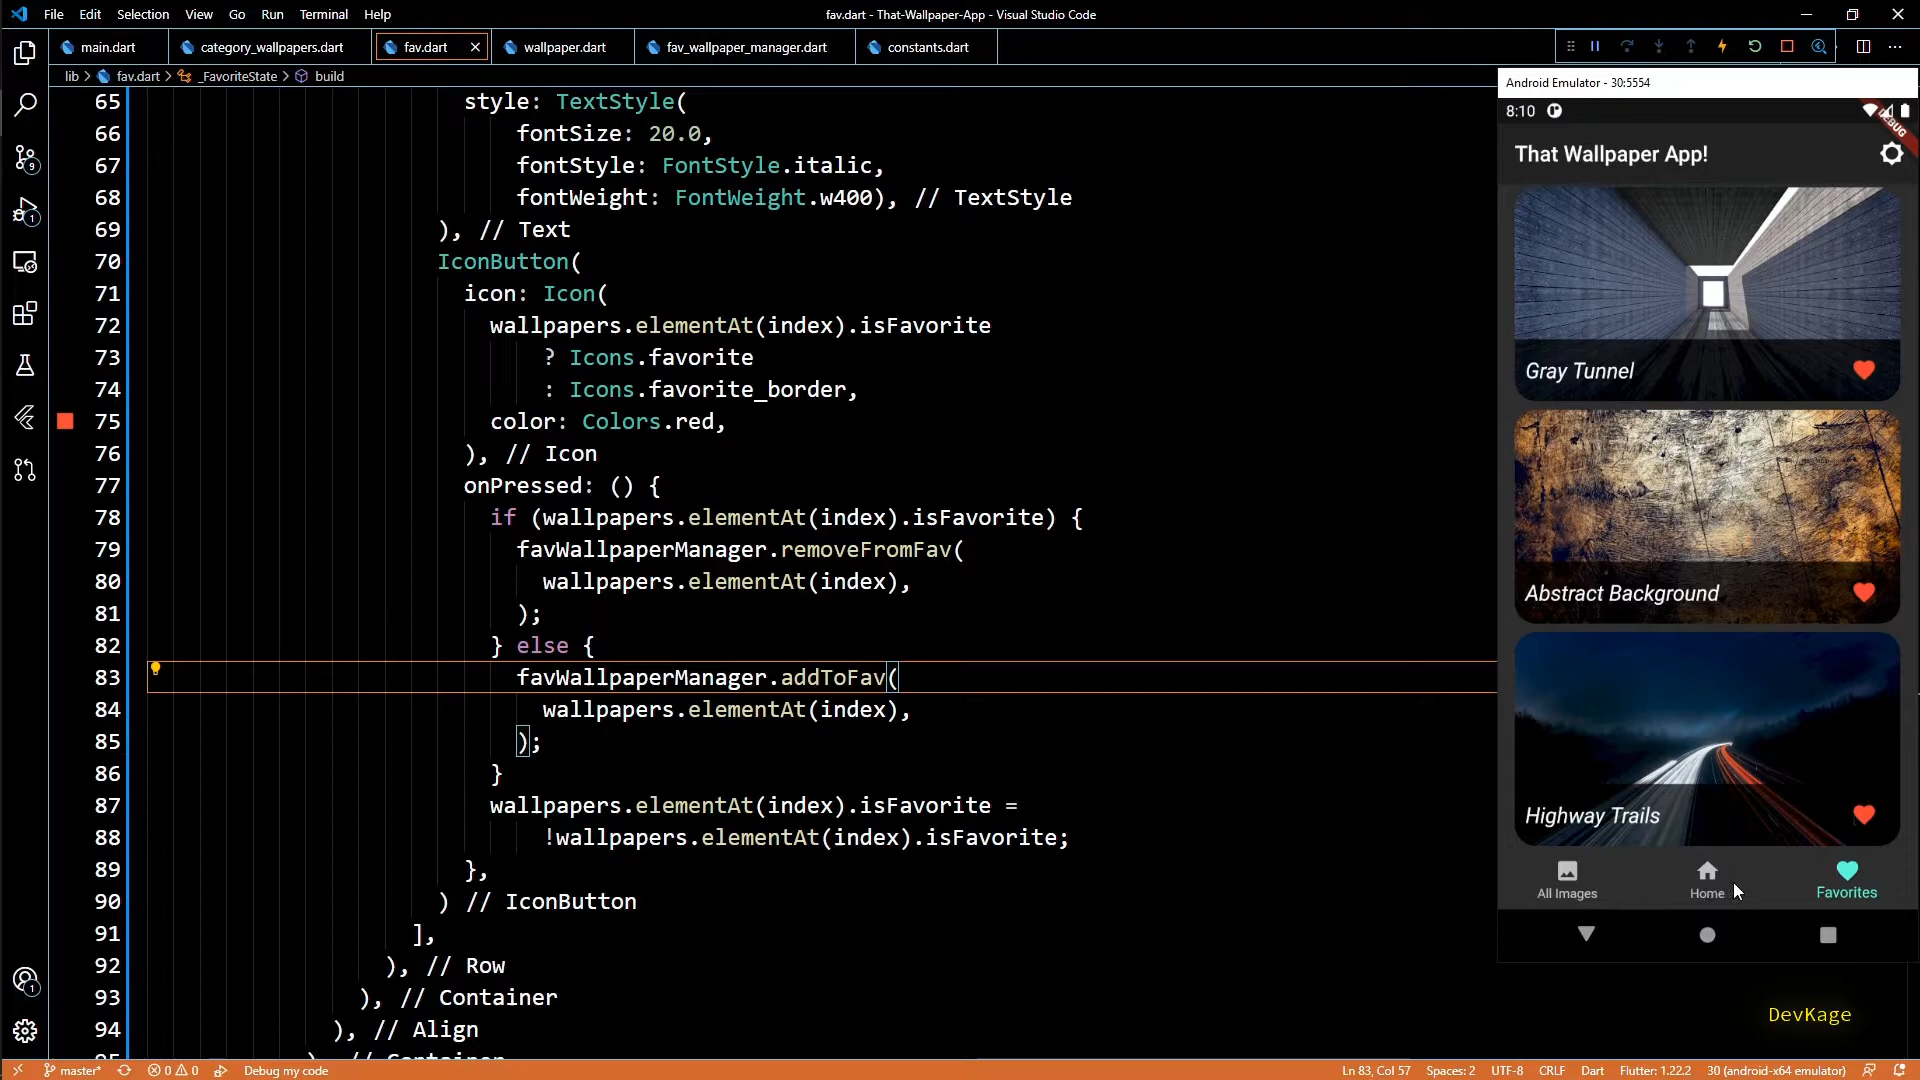 File Edit Selection View Go Run Terminal Help
fav.dart - That-Wallpaper-App - Visual Studio Code
main.dart category_wallpapers.dart fav.dart wallpaper.dart fav_wallpaper_manager.dart constants.dart
lib > fav.dart > _FavoriteState > build
65 style: TextStyle(
66 fontSize: 20.0,
67 fontStyle: FontStyle.italic,
68 fontWeight: FontWeight.w400), // TextStyle
69 ), // Text
70 IconButton(
71 icon: Icon(
72 wallpapers.elementAt(index).isFavorite
73 ? Icons.favorite
74 : Icons.favorite_border,
75 color: Colors.red,
76 ), // Icon
77 onPressed: () {
78 if (wallpapers.elementAt(index).isFavorite) {
79 favWallpaperManager.removeFromFav(
80 wallpapers.elementAt(index),
81 );
82 } else {
83 favWallpaperManager.addToFav(
84 wallpapers.elementAt(index),
85 );
86 }
87 wallpapers.elementAt(index).isFavorite =
88 !wallpapers.elementAt(index).isFavorite;
89 },
90 ) // IconButton
91 ],
92 ), // Row
93 ), // Container
94 ), // Align
95 ), // Container
9
1
1
Android Emulator - 30:5554
8:10
DEBUG
That Wallpaper App!
Gray Tunnel
Abstract Background
Highway Trails
All Images Home Favorites
DevKage
master* 0 0 Debug my code
Ln 83, Col 57 Spaces: 2 UTF-8 CRLF Dart Flutter: 1.22.2 30 (android-x64 emulator)